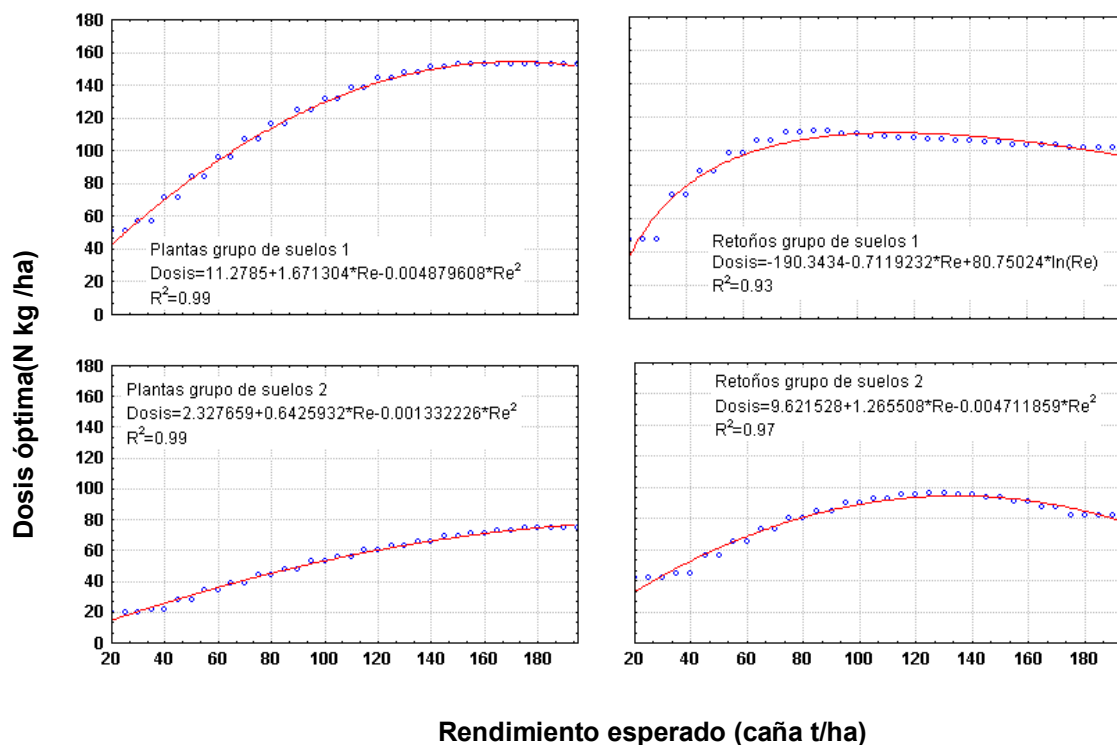 180
160
140
120
100
80
60
40
20
0
Plantas grupo de suelos 1
Dosis=11.2785+1.671304*Re-0.004879608*Re²
R²=0.99
Retoños grupo de suelos 1
Dosis=-190.3434-0.7119232*Re+80.75024*ln(Re)
R²=0.93
Dosis óptima(N kg /ha)
180
160
140
120
100
80
60
40
20
0
Plantas grupo de suelos 2
Dosis=2.327659+0.6425932*Re-0.001332226*Re²
R²=0.99
Retoños grupo de suelos 2
Dosis=9.621528+1.265508*Re-0.004711859*Re²
R²=0.97
20 40 60 80 100 120 140 160 180
20 40 60 80 100 120 140 160 180
Rendimiento esperado (caña t/ha)